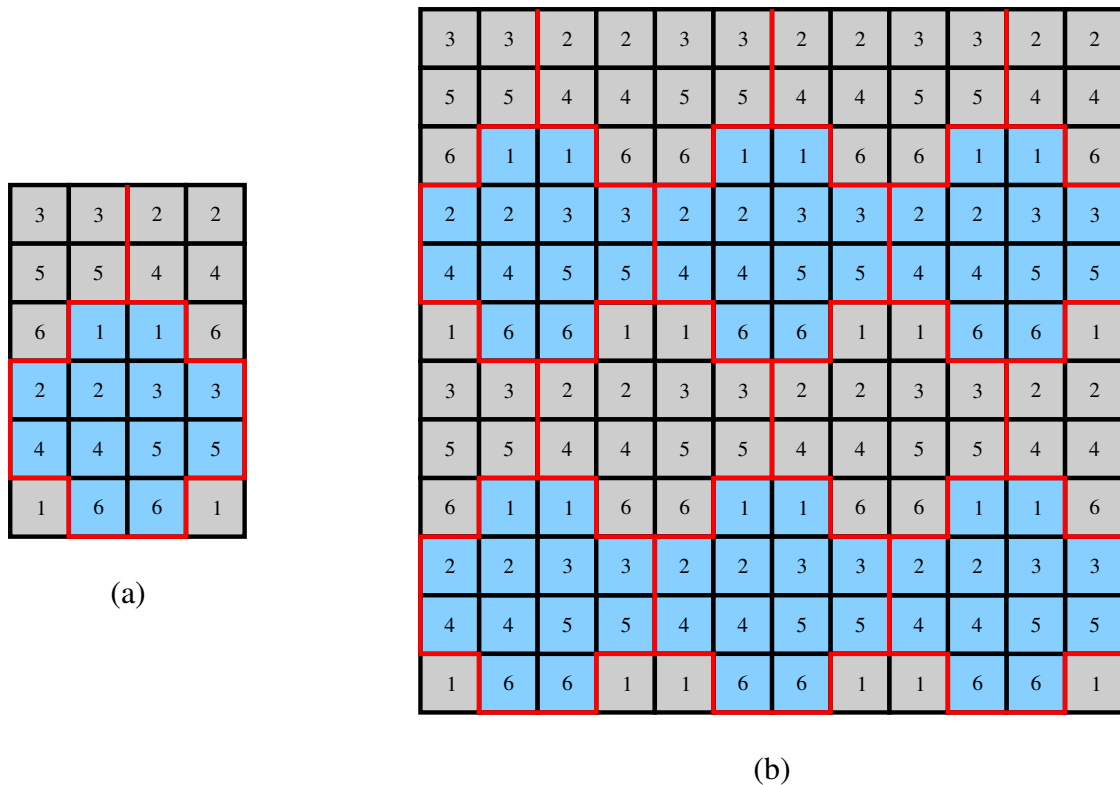 3 3 2 2 3 3 2 2 3 3 2 2
5 5 4 4 5 5 4 4 5 5 4 4
6 1 1 6 6 1 1 6 6 1 1 6
2 2 3 3 2 2 3 3 2 2 3 3
4 4 5 5 4 4 5 5 4 4 5 5
1 6 6 1 1 6 6 1 1 6 6 1
3 3 2 2 3 3 2 2 3 3 2 2
5 5 4 4 5 5 4 4 5 5 4 4
6 1 1 6 6 1 1 6 6 1 1 6
2 2 3 3 2 2 3 3 2 2 3 3
4 4 5 5 4 4 5 5 4 4 5 5
1 6 6 1 1 6 6 1 1 6 6 1
(b)
3 3 2 2
5 5 4 4
6 1 1 6
2 2 3 3
4 4 5 5
1 6 6 1
(a)